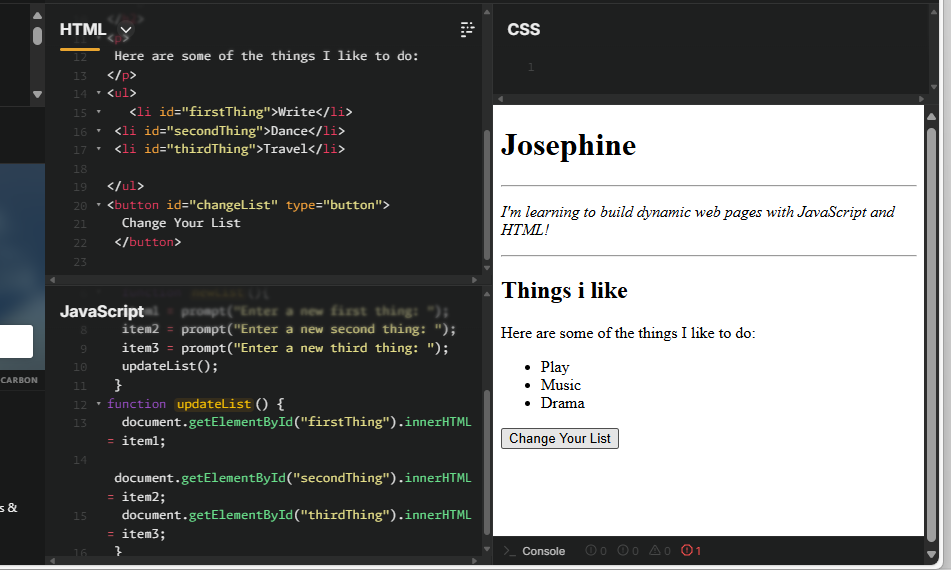 HTML
<p>
12 Here are some of the things I like to do:
13 </p>
14 <ul>
15 <li id="firstThing">Write</li>
16 <li id="secondThing">Dance</li>
17 <li id="thirdThing">Travel</li>
18
19 </ul>
20 <button id="changeList" type="button">
21 Change Your List
22 </button>
23
JavaScript
= prompt("Enter a new first thing: ");
8 item2 = prompt("Enter a new second thing: ");
9 item3 = prompt("Enter a new third thing: ");
10 updateList();
11 }
12 function updateList() {
13 document.getElementById("firstThing").innerHTML
= item1;
14
document.getElementById("secondThing").innerHTML
= item2;
15 document.getElementById("thirdThing").innerHTML
= item3;
16 }
CARBON
s &
CSS
1
Josephine
I'm learning to build dynamic web pages with JavaScript and
HTML!
Things i like
Here are some of the things I like to do:
• Play
• Music
• Drama
Change Your List
>_ Console 0 0 0 1